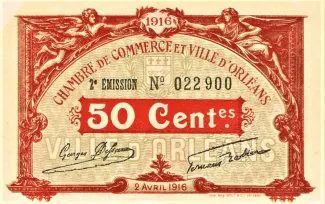 1916
CHAMBRE DE COMMERCE ET VILLE D'ORLÉANS
2e EMISSION No 022900
50 Centes.
VILLE D'ORLÉANS
2 AVRIL 1916